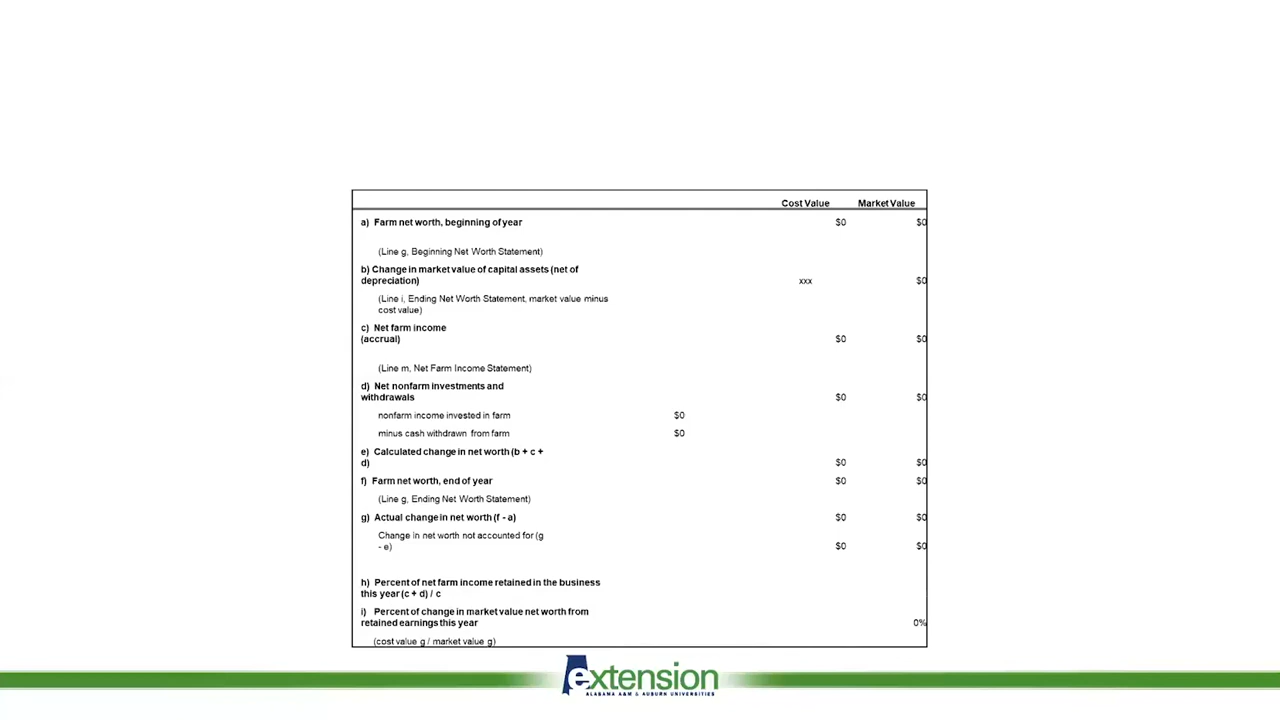 Cost Value Market Value
a) Farm net worth, beginning of year $0 $0
(Line g, Beginning Net Worth Statement)
b) Change in market value of capital assets (net of
depreciation) xxx $0
(Line i, Ending Net Worth Statement, market value minus
cost value)
c) Net farm income
(accrual) $0 $0
(Line m, Net Farm Income Statement)
d) Net nonfarm investments and
withdrawals $0 $0
nonfarm income invested in farm $0
minus cash withdrawn from farm $0
e) Calculated change in net worth (b + c +
d) $0 $0
f) Farm net worth, end of year $0 $0
(Line g, Ending Net Worth Statement)
g) Actual change in net worth (f - a) $0 $0
Change in net worth not accounted for (g
- e) $0 $0
h) Percent of net farm income retained in the business
this year (c + d) / c
i) Percent of change in market value net worth from
retained earnings this year 0%
(cost value g / market value g)
extension
ALABAMA A&M & AUBURN UNIVERSITIES